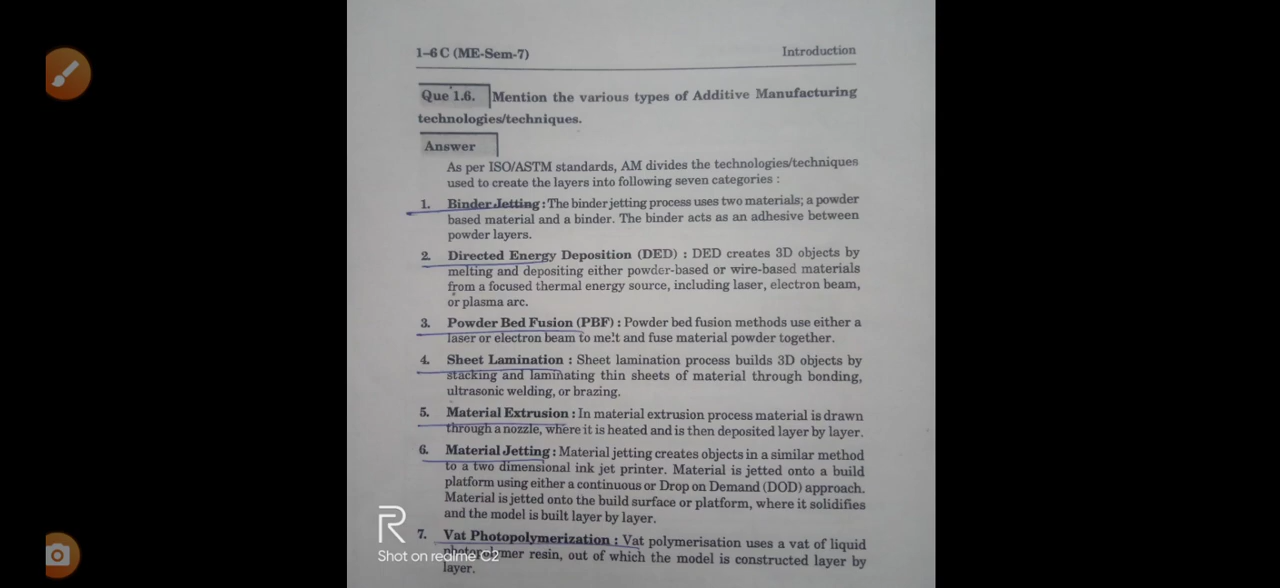 1–6 C (ME-Sem-7) Introduction
Que 1.6. Mention the various types of Additive Manufacturing
technologies/techniques.
Answer
As per ISO/ASTM standards, AM divides the technologies/techniques
used to create the layers into following seven categories :
1. Binder Jetting : The binder jetting process uses two materials; a powder
based material and a binder. The binder acts as an adhesive between
powder layers.
2. Directed Energy Deposition (DED) : DED creates 3D objects by
melting and depositing either powder-based or wire-based materials
from a focused thermal energy source, including laser, electron beam,
or plasma arc.
3. Powder Bed Fusion (PBF) : Powder bed fusion methods use either a
laser or electron beam to melt and fuse material powder together.
4. Sheet Lamination : Sheet lamination process builds 3D objects by
stacking and laminating thin sheets of material through bonding,
ultrasonic welding, or brazing.
5. Material Extrusion : In material extrusion process material is drawn
through a nozzle, where it is heated and is then deposited layer by layer.
6. Material Jetting : Material jetting creates objects in a similar method
to a two dimensional ink jet printer. Material is jetted onto a build
platform using either a continuous or Drop on Demand (DOD) approach.
Material is jetted onto the build surface or platform, where it solidifies
and the model is built layer by layer.
7. Vat Photopolymerization : Vat polymerisation uses a vat of liquid
photopolymer resin, out of which the model is constructed layer by
layer.
R
Shot on realme C2